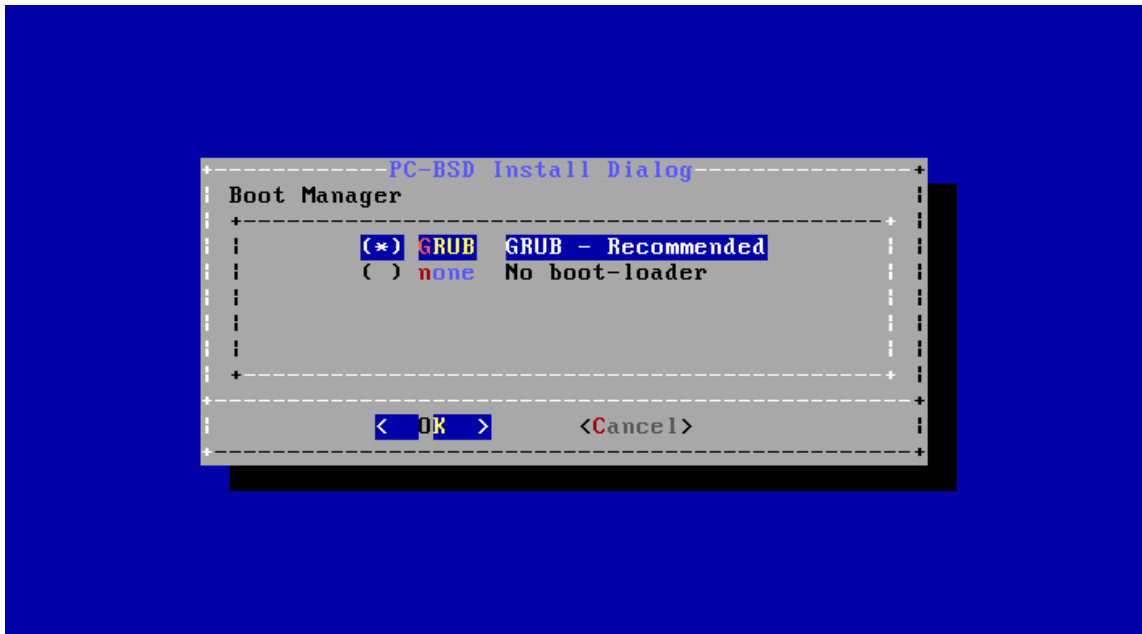 PC-BSD Install Dialog
Boot Manager
(*) GRUB GRUB - Recommended
( ) none No boot-loader
< OK > <Cancel>